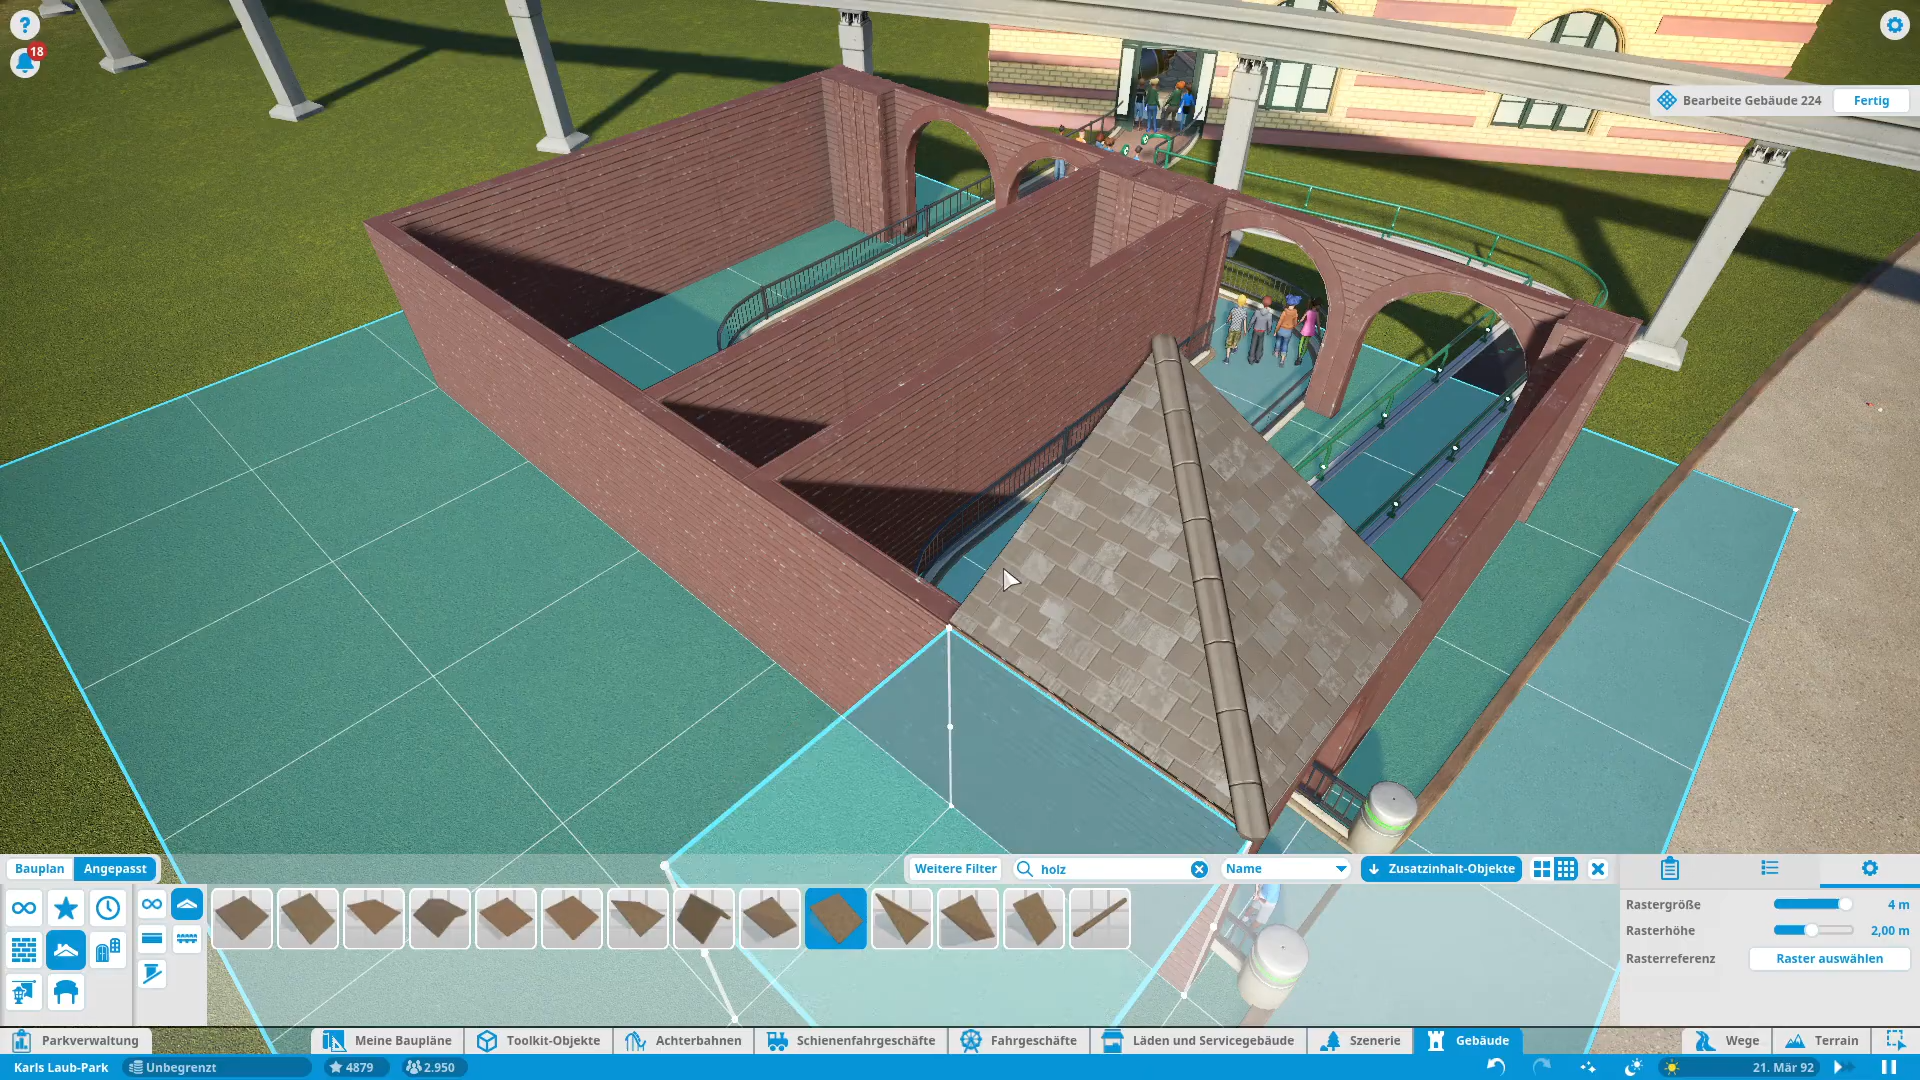 ?
18
Bearbeite Gebäude 224
Fertig
Bauplan
Angepasst
Weitere Filter
holz
Name
Zusatzinhalt-Objekte
Rastergröße
4 m
Rasterhöhe
2,00 m
Rasterreferenz
Raster auswählen
Parkverwaltung
Meine Baupläne
Toolkit-Objekte
Achterbahnen
Schienenfahrgeschäfte
Fahrgeschäfte
Läden und Servicegebäude
Szenerie
Gebäude
Wege
Terrain
Karls Laub-Park
Unbegrenzt
4879
2.950
21. Mär 92